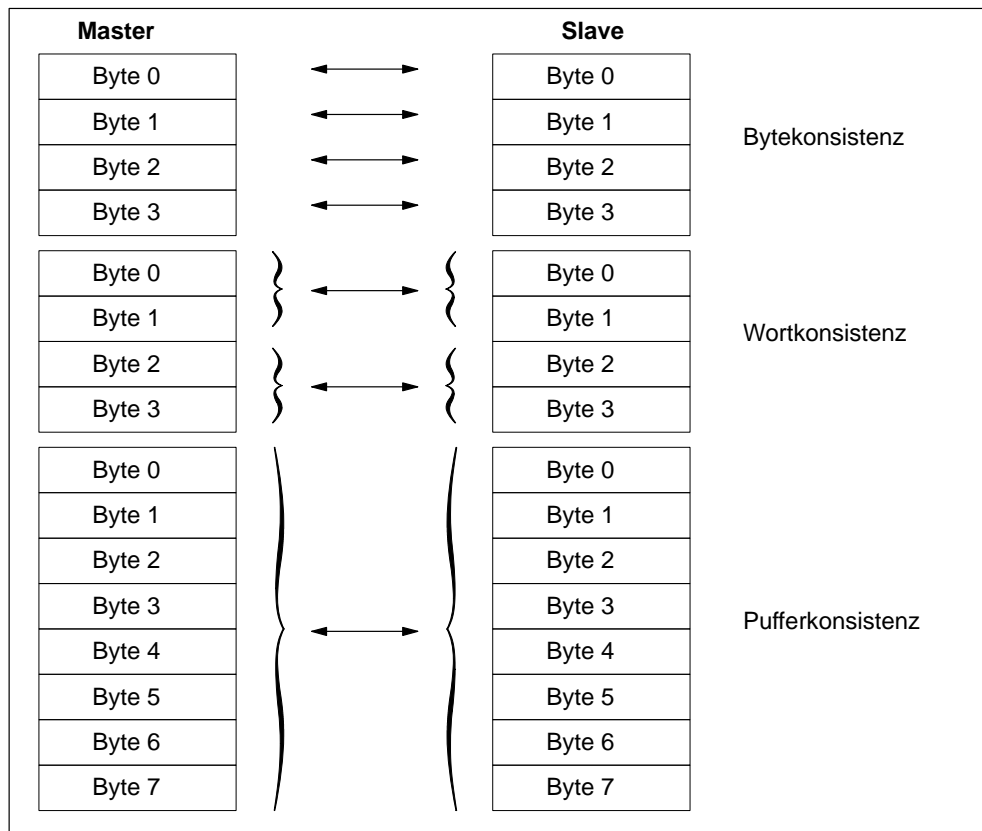 Master Slave
Byte 0 Byte 0
Byte 1 Byte 1
Byte 2 Byte 2
Byte 3 Byte 3
Bytekonsistenz
Byte 0 Byte 0
Byte 1 Byte 1
Byte 2 Byte 2
Byte 3 Byte 3
Wortkonsistenz
Byte 0 Byte 0
Byte 1 Byte 1
Byte 2 Byte 2
Byte 3 Byte 3
Byte 4 Byte 4
Byte 5 Byte 5
Byte 6 Byte 6
Byte 7 Byte 7
Pufferkonsistenz